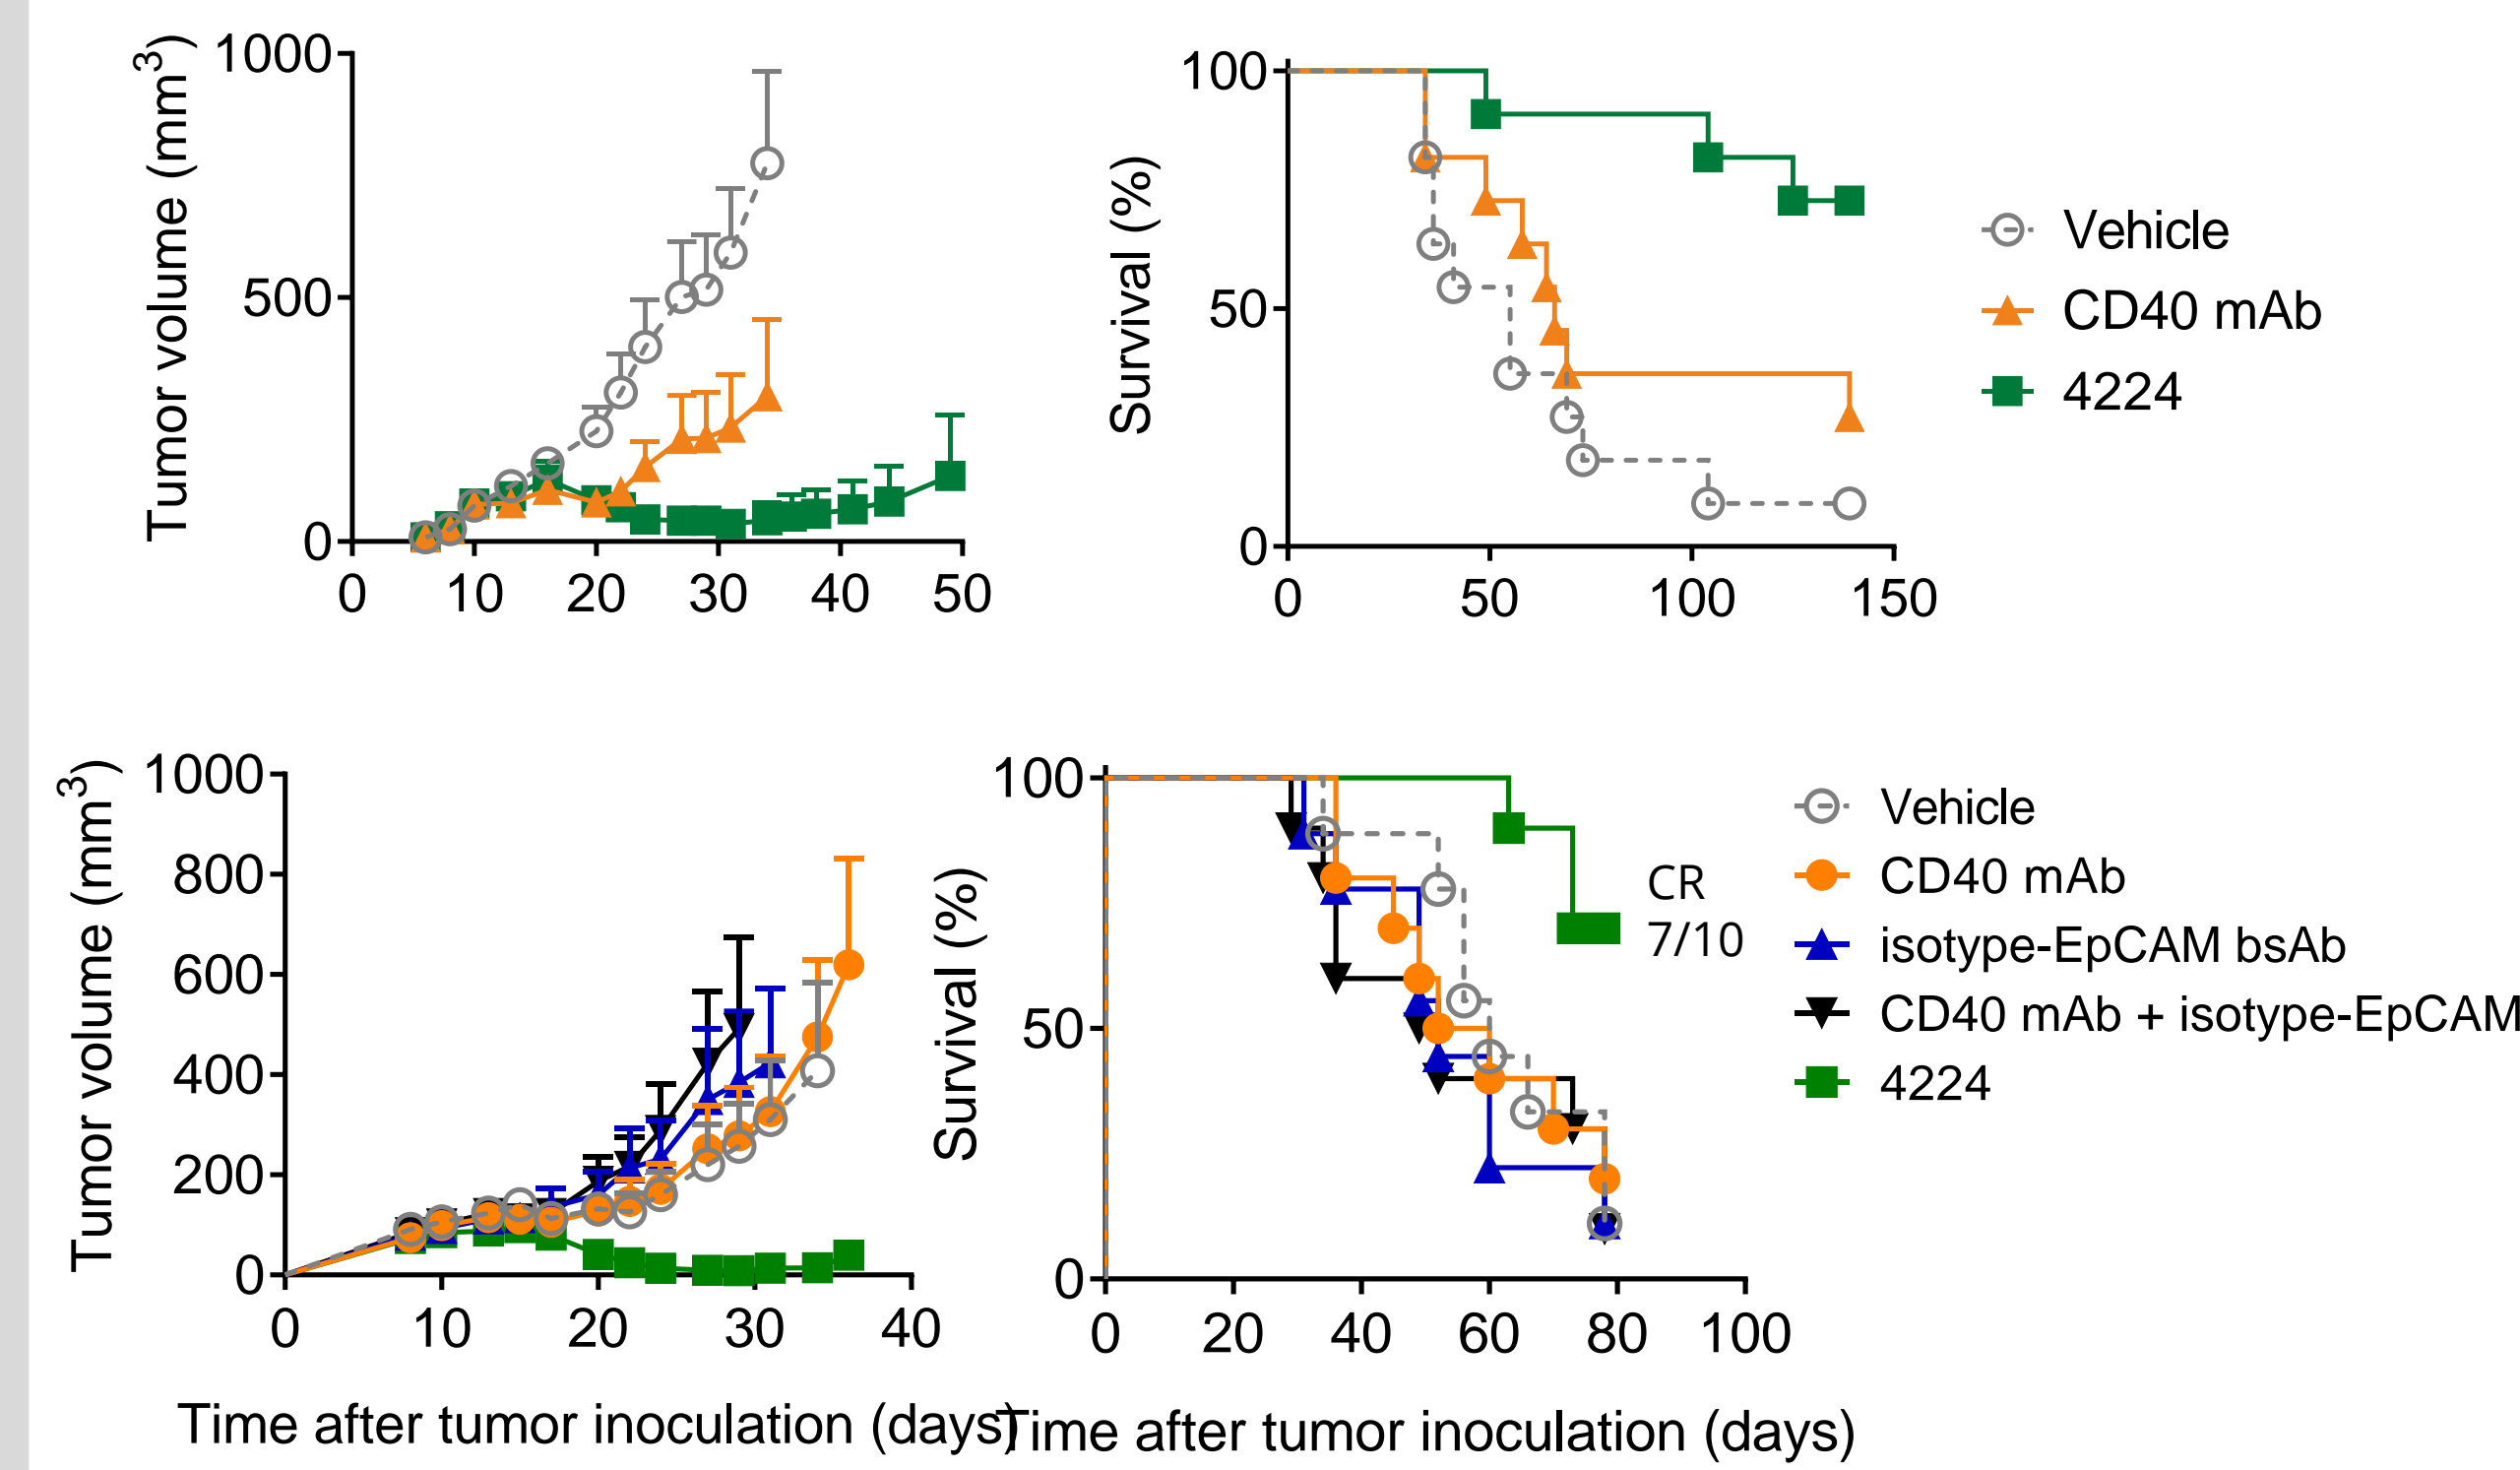 Tumor volume (mm3)
1000
500
0
0 10 20 30 40 50
Survival (%)
100
50
0
0 50 100 150
Vehicle
CD40 mAb
4224
Tumor volume (mm3)
1000
800
600
400
200
0
0 10 20 30 40
Time after tumor inoculation (days)
Survival (%)
100
50
0
0 20 40 60 80 100
Time after tumor inoculation (days)
CR
7/10
Vehicle
CD40 mAb
isotype-EpCAM bsAb
CD40 mAb + isotype-EpCAM
4224